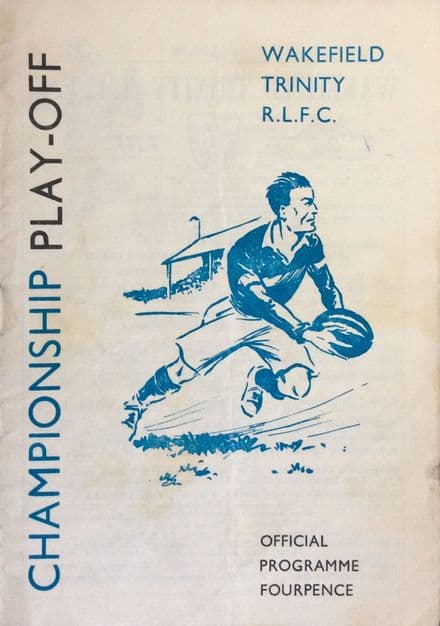 CHAMPIONSHIP PLAY-OFF
WAKEFIELD
TRINITY
R.L.F.C.
OFFICIAL
PROGRAMME
FOURPENCE